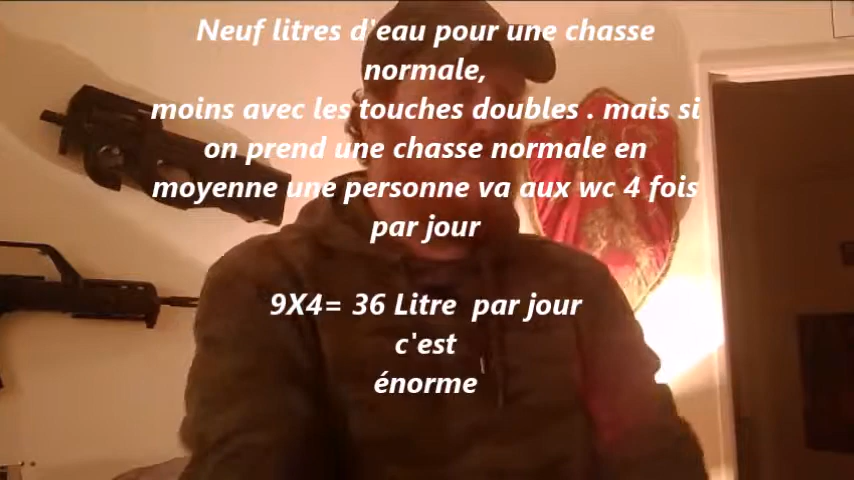 Neuf litres d'eau pour une chasse
normale,
moins avec les touches doubles . mais si
on prend une chasse normale en
moyenne une personne va aux wc 4 fois
par jour
9X4= 36 Litre  par jour
c'est
énorme